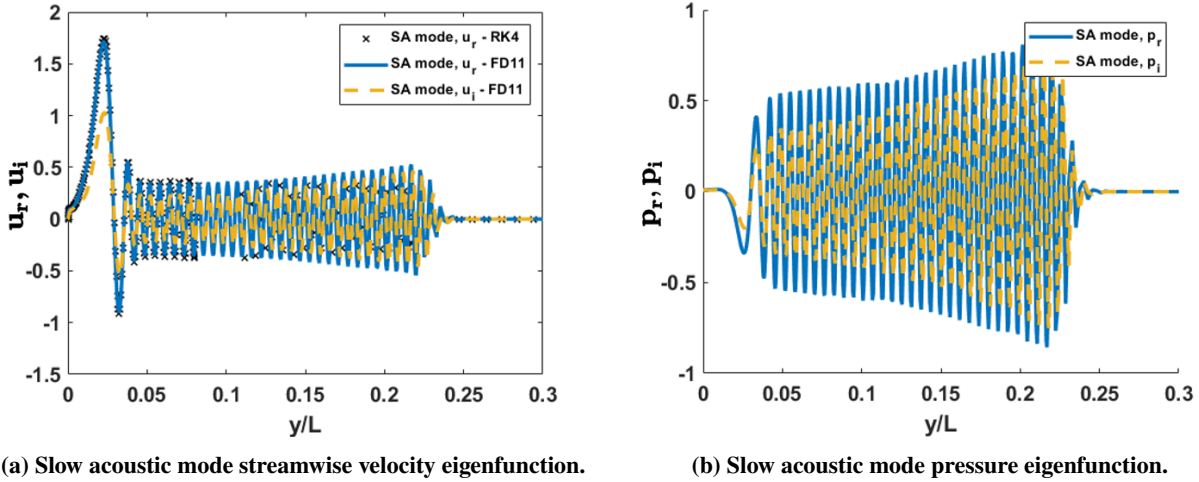 2
1.5
1
0.5
0
-0.5
-1
-1.5
u_r, u_i
× SA mode, u_r - RK4
SA mode, u_r - FD11
SA mode, u_i - FD11
0 0.05 0.1 0.15 0.2 0.25 0.3
y/L
(a) Slow acoustic mode streamwise velocity eigenfunction.
1
0.5
0
-0.5
-1
p_r, p_i
SA mode, p_r
SA mode, p_i
0 0.05 0.1 0.15 0.2 0.25 0.3
y/L
(b) Slow acoustic mode pressure eigenfunction.